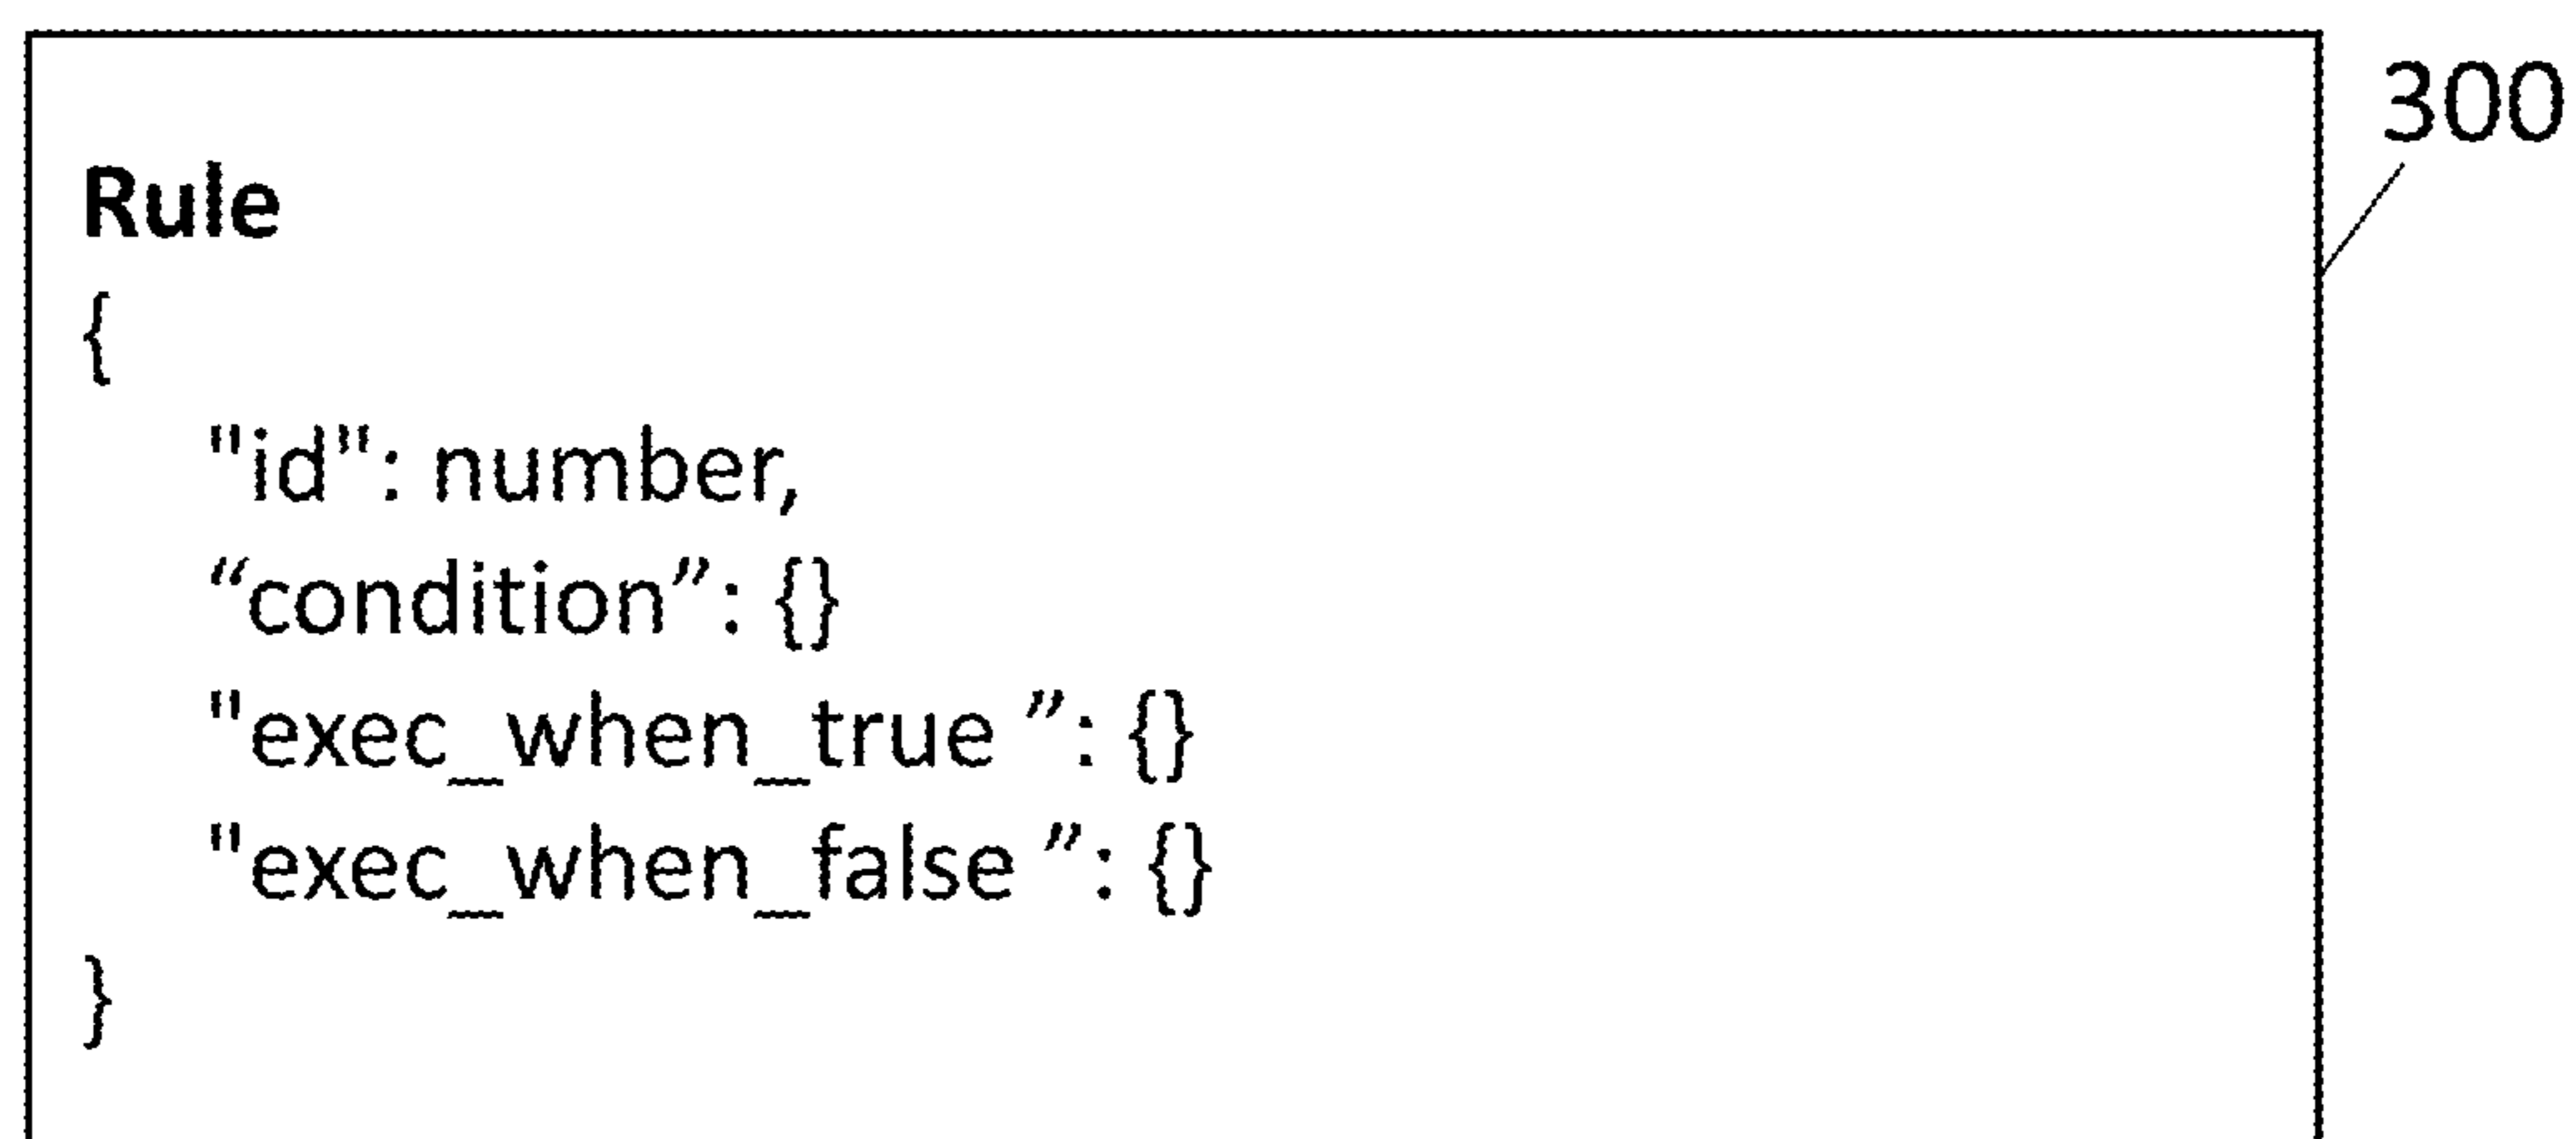 300
Rule
{
"id": number,
“condition”: {}
"exec_when_true ”: {}
"exec_when_false ”: {}
}